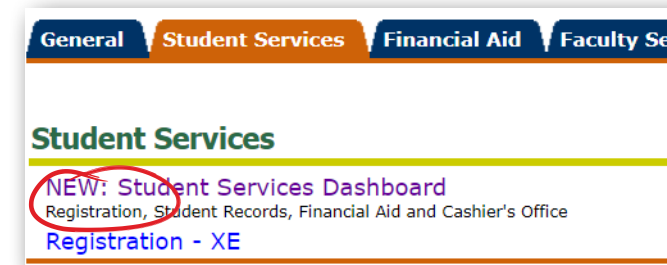 General Student Services Financial Aid Faculty Se
Student Services
NEW: Student Services Dashboard
Registration, Student Records, Financial Aid and Cashier's Office
Registration - XE